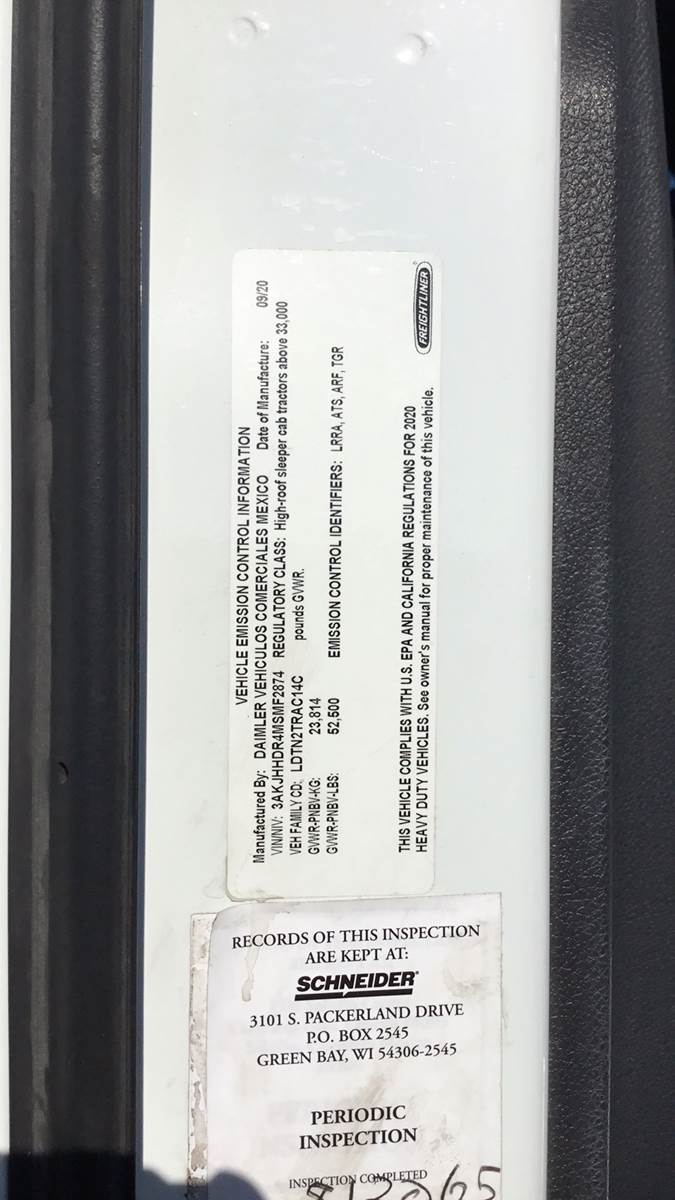 VEHICLE EMISSION CONTROL INFORMATION
Manufactured By: DAIMLER VEHICULOS COMERCIALES MEXICO Date of Manufacture: 09/20
VIN/NIV: 3AKJHHDR4MSMF2874 REGULATORY CLASS: High-roof sleeper cab tractors above 33,000
VEH FAMILY CD: LDTN2TRAC14C pounds GVWR.
GVWR-PNBV-KG: 23,814
GVWR-PNBV-LBS: 52,500 EMISSION CONTROL IDENTIFIERS: LRRA, ATS, ARF, TGR
THIS VEHICLE COMPLIES WITH U.S. EPA AND CALIFORNIA REGULATIONS FOR 2020
HEAVY DUTY VEHICLES. See owner's manual for proper maintenance of this vehicle.
FREIGHTLINER
RECORDS OF THIS INSPECTION
ARE KEPT AT:
SCHNEIDER®
3101 S. PACKERLAND DRIVE
P.O. BOX 2545
GREEN BAY, WI 54306-2545
PERIODIC
INSPECTION
INSPECTION COMPLETED